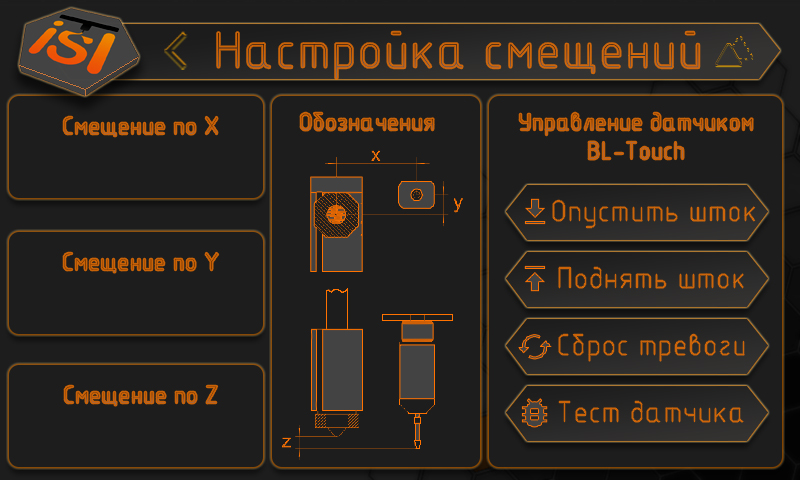 iSi
Настройка смещений
Смещение по X
Смещение по Y
Смещение по Z
Обозначения
x
y
z
Управление датчиком
BL-Touch
Опустить шток
Поднять шток
Сброс тревоги
Тест датчика